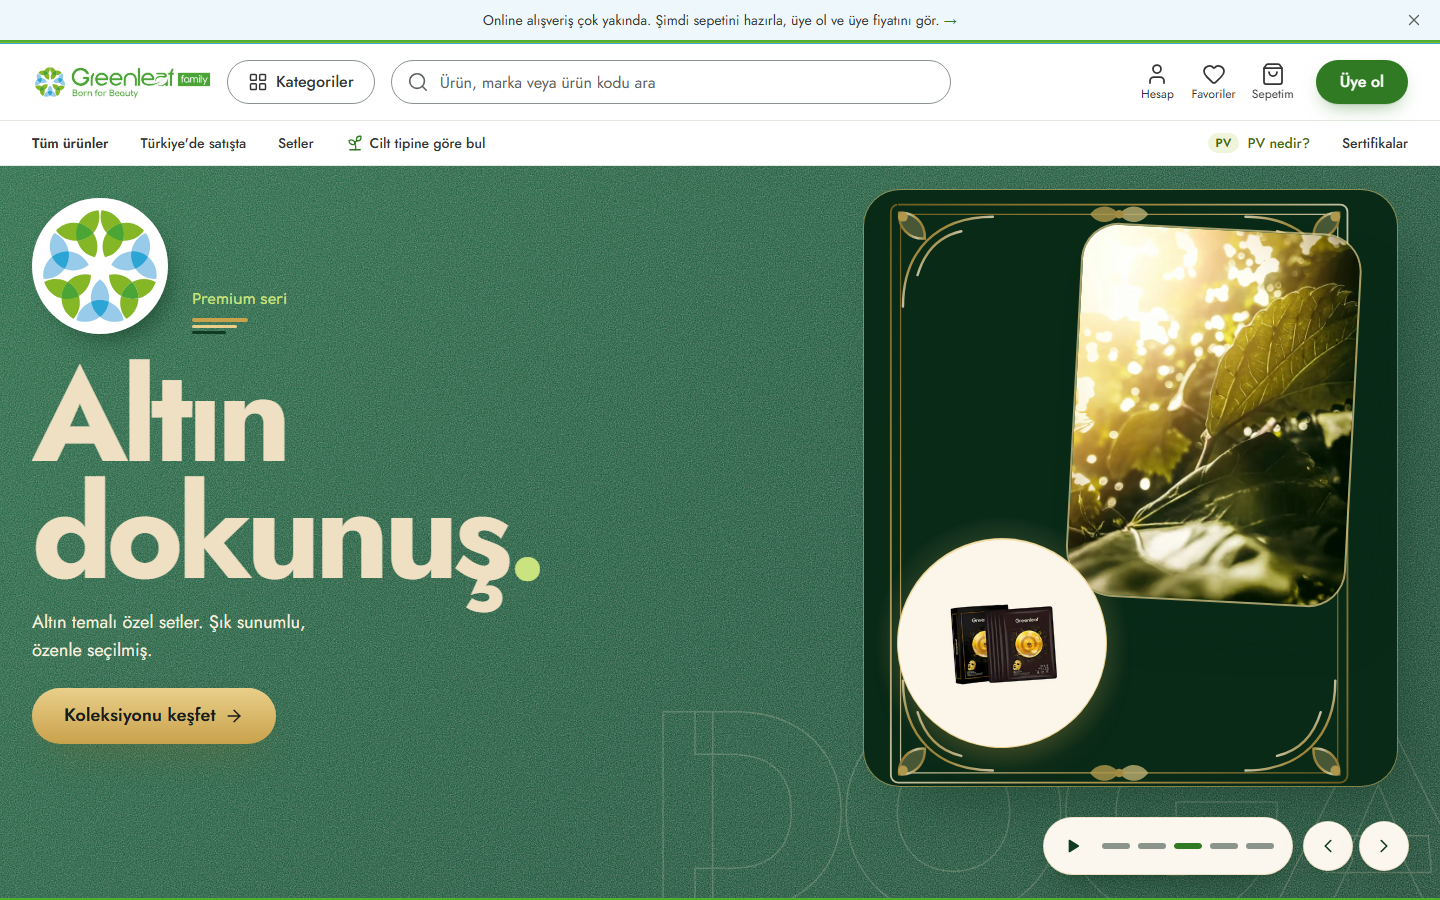 Online alışveriş çok yakında. Şimdi sepetini hazırla, üye ol ve üye fiyatını gör. →
Greenleaf family
Born for Beauty
Kategoriler
Ürün, marka veya ürün kodu ara
Hesap
Favoriler
Sepetim
Üye ol
Tüm ürünler
Türkiye'de satışta
Setler
Cilt tipine göre bul
PV
PV nedir?
Sertifikalar
Premium seri
Altın
dokunuş.
Altın temalı özel setler. Şık sunumlu,
özenle seçilmiş.
Koleksiyonu keşfet →
Greenleaf
DOĞA